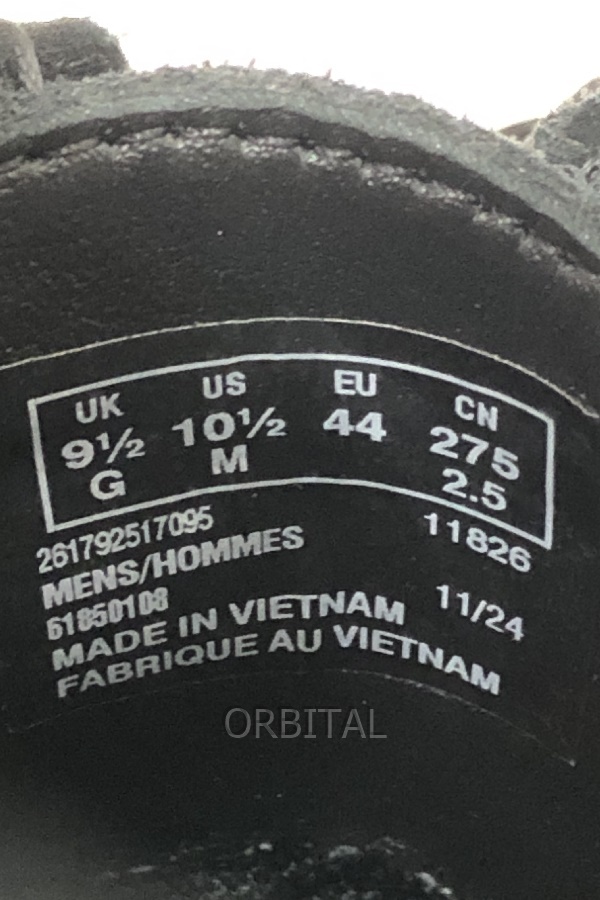 UK US EU CN
9½ 10½ 44 275
G M 2.5
261792517095 11826
MENS/HOMMES
61850108 11/24
MADE IN VIETNAM
FABRIQUE AU VIETNAM
ORBITAL